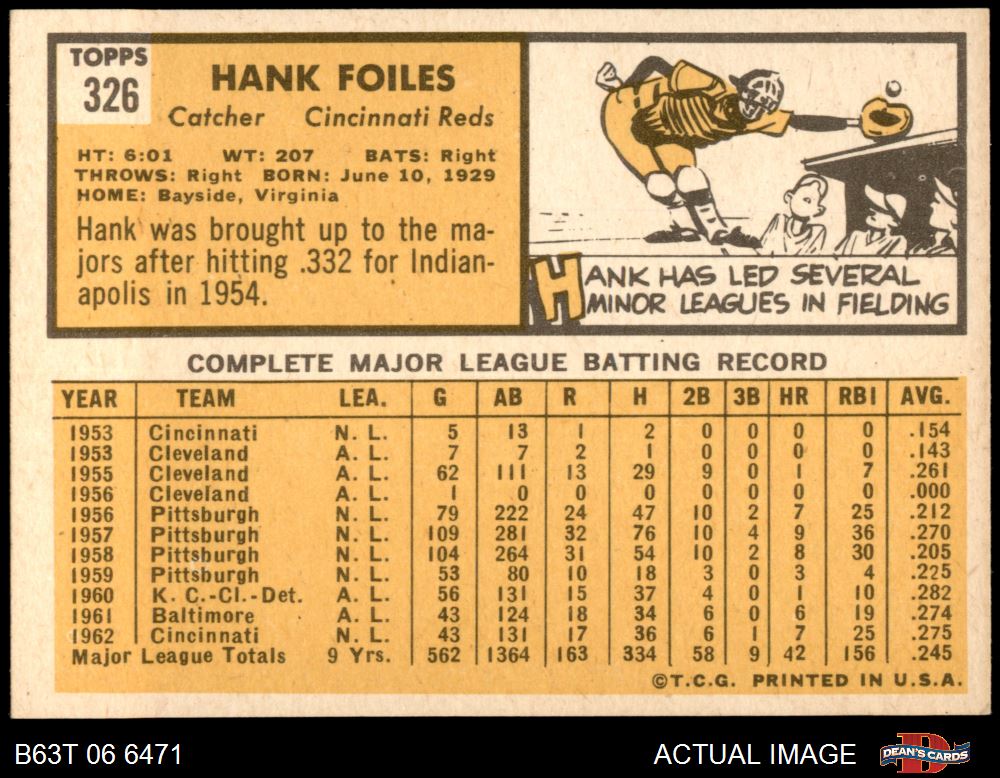 TOPPS
326
HANK FOILES
Catcher Cincinnati Reds
HT: 6:01 WT: 207 BATS: Right
THROWS: Right BORN: June 10, 1929
HOME: Bayside, Virginia
Hank was brought up to the ma-
jors after hitting .332 for Indian-
apolis in 1954.
HANK HAS LED SEVERAL
MINOR LEAGUES IN FIELDING
COMPLETE MAJOR LEAGUE BATTING RECORD
YEAR TEAM LEA. G AB R H 2B 3B HR RBI AVG.
1953 Cincinnati N. L. 5 13 1 2 0 0 0 0 .154
1953 Cleveland A. L. 7 7 2 1 0 0 0 0 .143
1955 Cleveland A. L. 62 111 13 29 9 0 1 7 .261
1956 Cleveland A. L. 1 0 0 0 0 0 0 0 .000
1956 Pittsburgh N. L. 79 222 24 47 10 2 7 25 .212
1957 Pittsburgh N. L. 109 281 32 76 10 4 9 36 .270
1958 Pittsburgh N. L. 104 264 31 54 10 2 8 30 .205
1959 Pittsburgh N. L. 53 80 10 18 3 0 3 4 .225
1960 K. C.-Cl.-Det. A. L. 56 131 15 37 4 0 1 10 .282
1961 Baltimore A. L. 43 124 18 34 6 0 6 19 .274
1962 Cincinnati N. L. 43 131 17 36 6 1 7 25 .275
Major League Totals 9 Yrs. 562 1364 163 334 58 9 42 156 .245
©T.C.G. PRINTED IN U.S.A.
B63T 06 6471 ACTUAL IMAGE DEAN'S CARDS